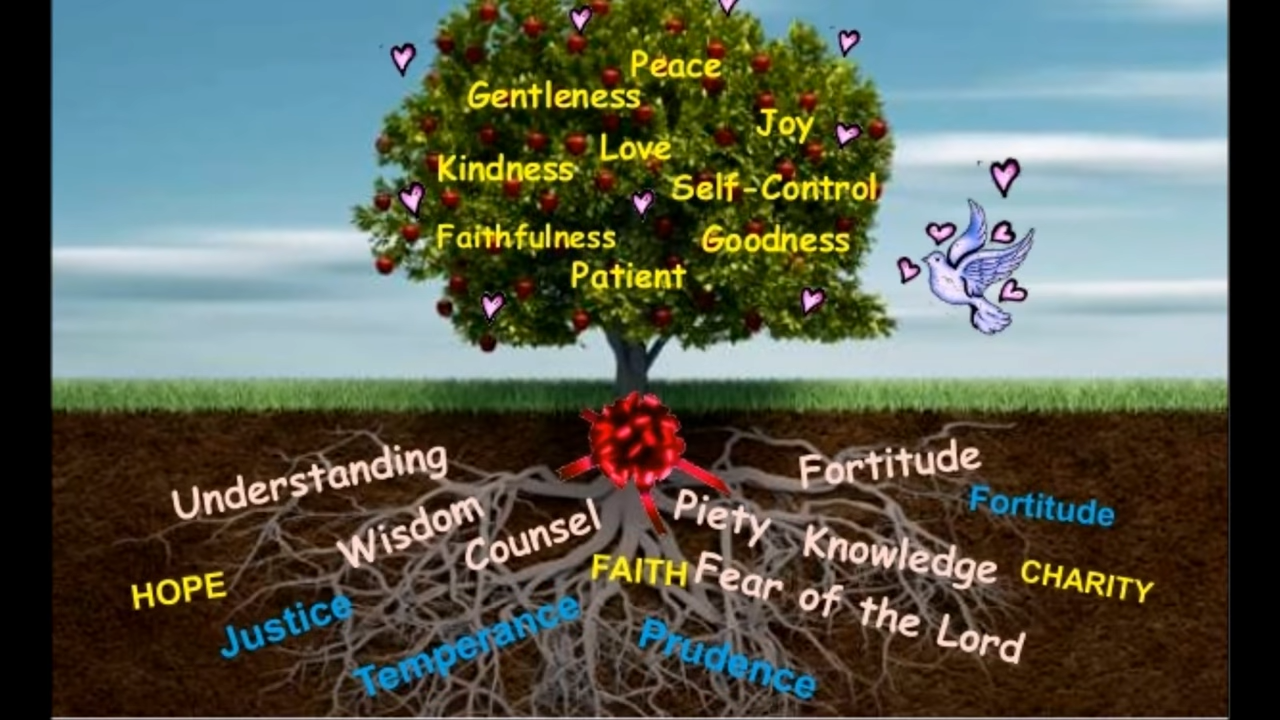 Peace
Gentleness
Joy
Love
Kindness
Self-Control
Faithfulness
Goodness
Patient
Understanding
Fortitude
Fortitude
Wisdom
Counsel
Piety
Knowledge
HOPE
FAITH
Fear of the Lord
CHARITY
Justice
Temperance
Prudence